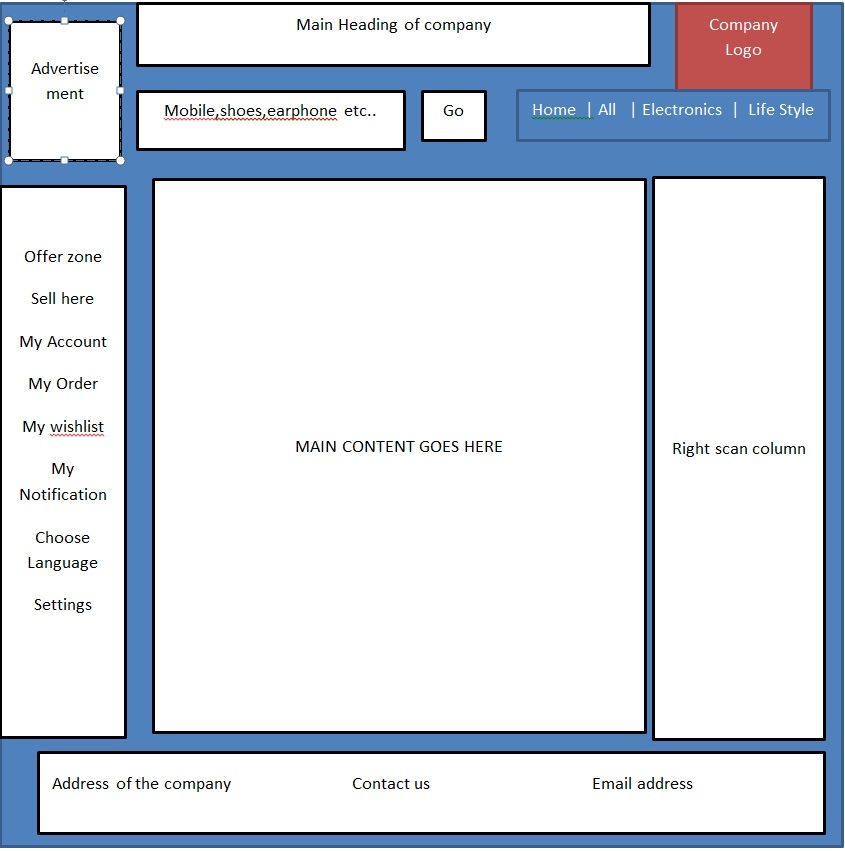 Main Heading of company
Company
Logo
Advertise
ment
Mobile,shoes,earphone etc..
Go
Home | All | Electronics | Life Style
Offer zone
Sell here
My Account
My Order
My wishlist
My
Notification
Choose
Language
Settings
MAIN CONTENT GOES HERE
Right scan column
Address of the company
Contact us
Email address